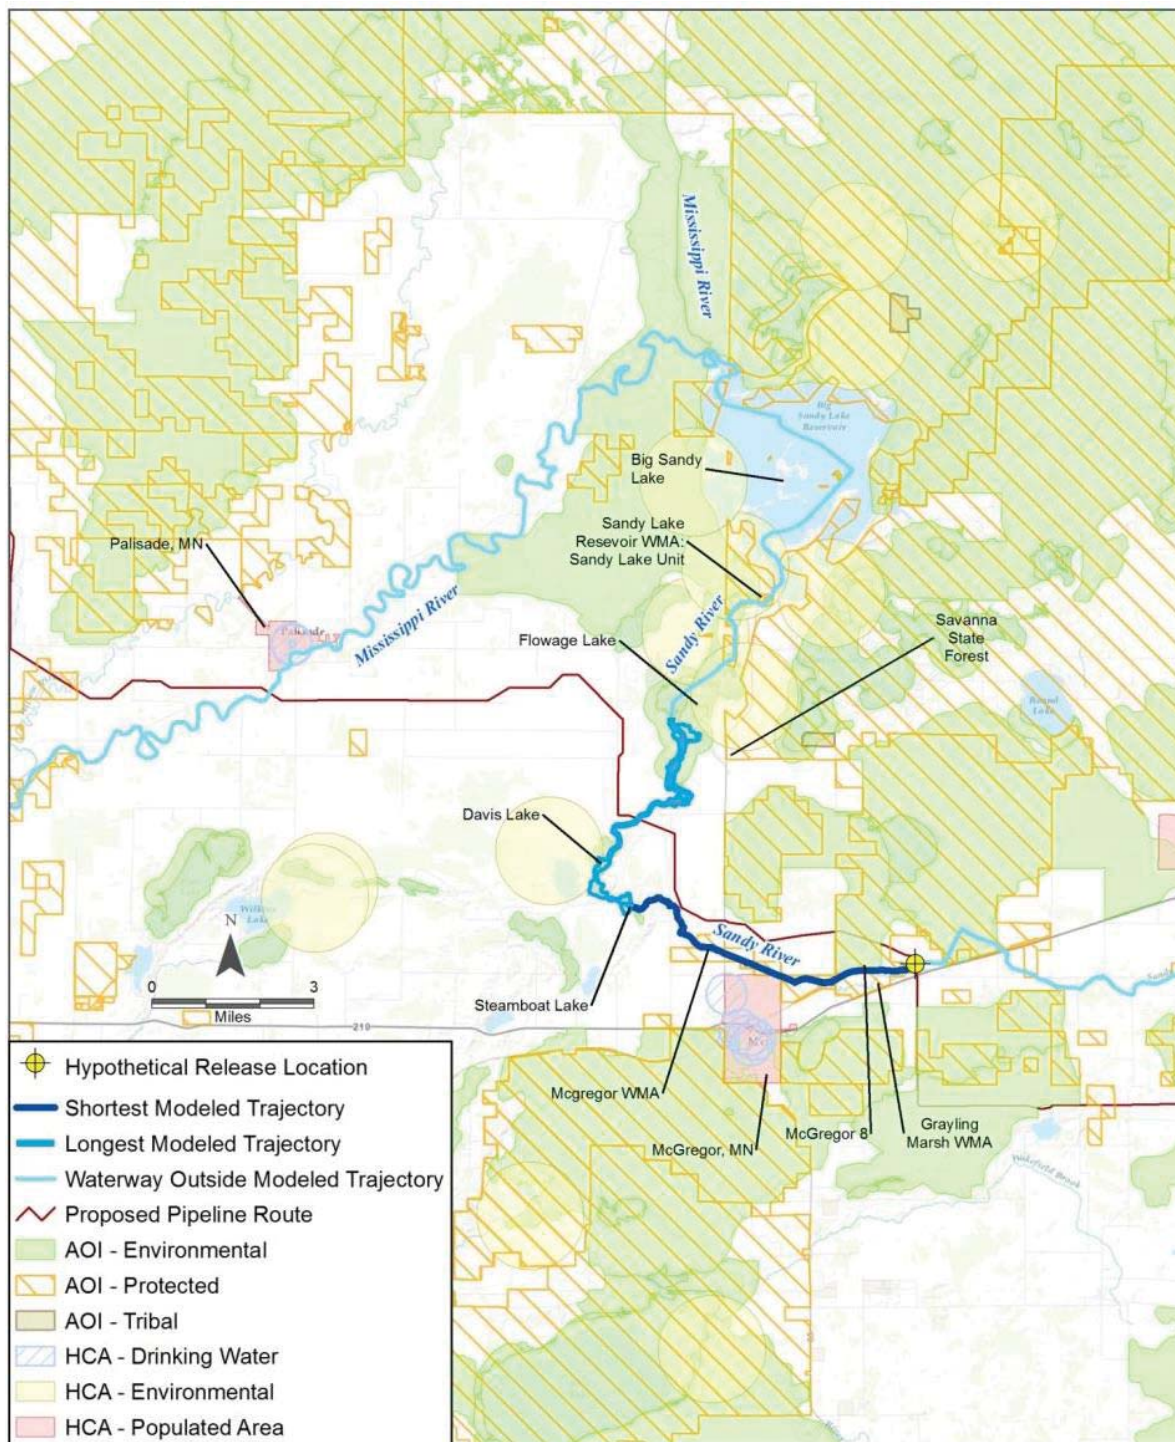 Mississippi River
Big
Sandy Lake
Reservoir
Big Sandy
Lake
Sandy Lake
Resevoir WMA:
Sandy Lake Unit
Palisade, MN
Palisade
Mississippi River
Sandy River
Flowage Lake
Savanna
State
Forest
Round
Lake
Davis Lake
N
0 3
Miles
Sandy River
Steamboat Lake
210
Mcgregor WMA
McGregor, MN
McGregor 8
Grayling
Marsh WMA
Wakefield Brook
Hypothetical Release Location
Shortest Modeled Trajectory
Longest Modeled Trajectory
Waterway Outside Modeled Trajectory
Proposed Pipeline Route
AOI - Environmental
AOI - Protected
AOI - Tribal
HCA - Drinking Water
HCA - Environmental
HCA - Populated Area